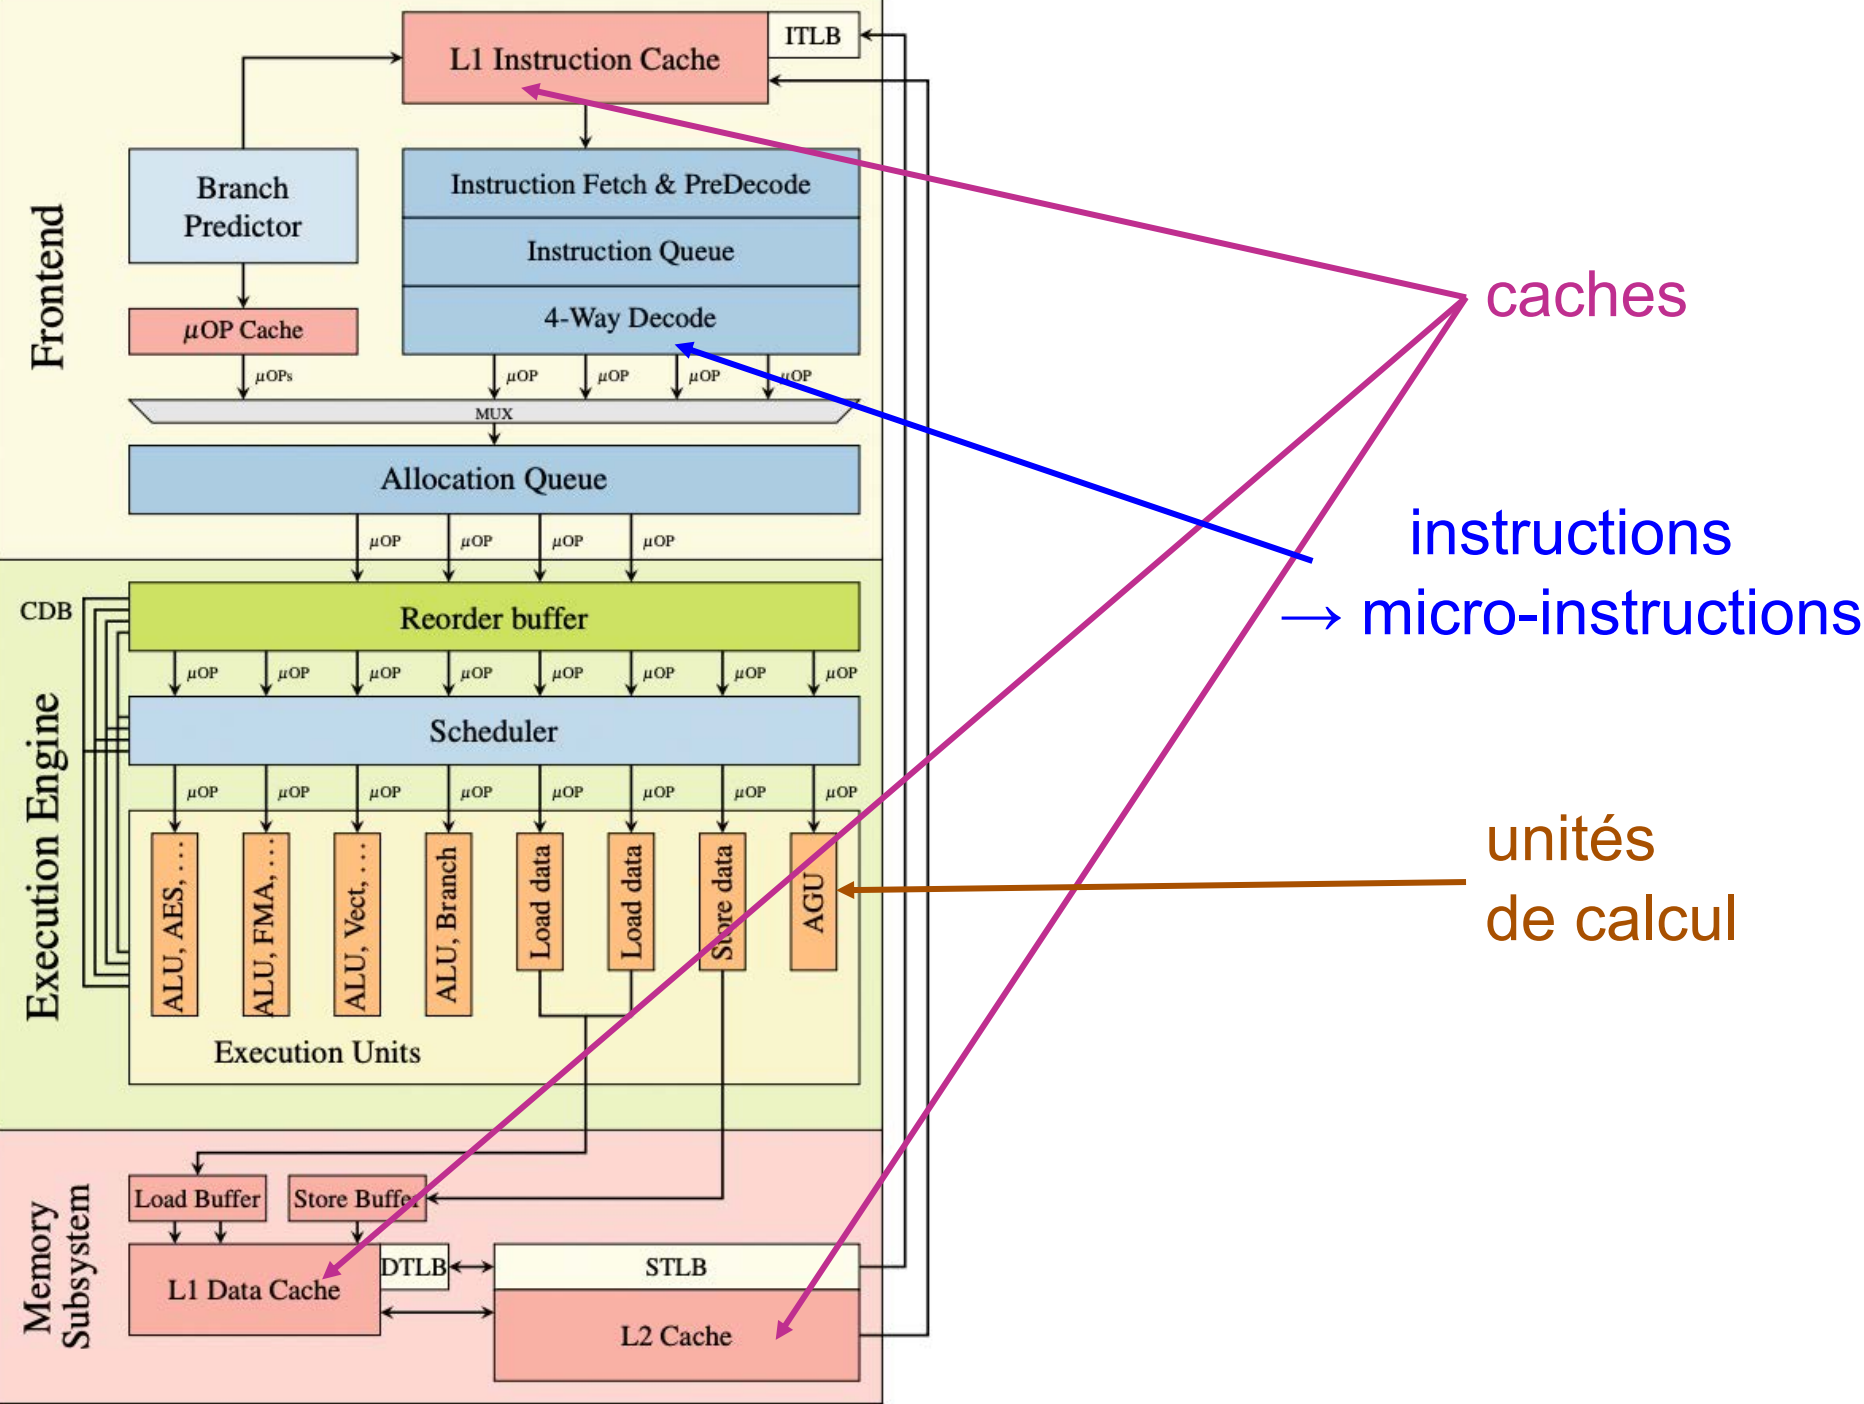 L1 Instruction Cache
ITLB
Frontend
Branch
Predictor
Instruction Fetch & PreDecode
Instruction Queue
4-Way Decode
μOP Cache
μOPs
μOP
μOP
μOP
μOP
MUX
Allocation Queue
μOP
μOP
μOP
μOP
Execution Engine
CDB
Reorder buffer
μOP
μOP
μOP
μOP
μOP
μOP
μOP
μOP
Scheduler
μOP
μOP
μOP
μOP
μOP
μOP
μOP
μOP
ALU, AES, ...
ALU, FMA, ...
ALU, Vect, ...
ALU, Branch
Load data
Load data
Store data
AGU
Execution Units
Memory
Subsystem
Load Buffer
Store Buffer
L1 Data Cache
DTLB
STLB
L2 Cache
caches
instructions
→ micro-instructions
unités
de calcul